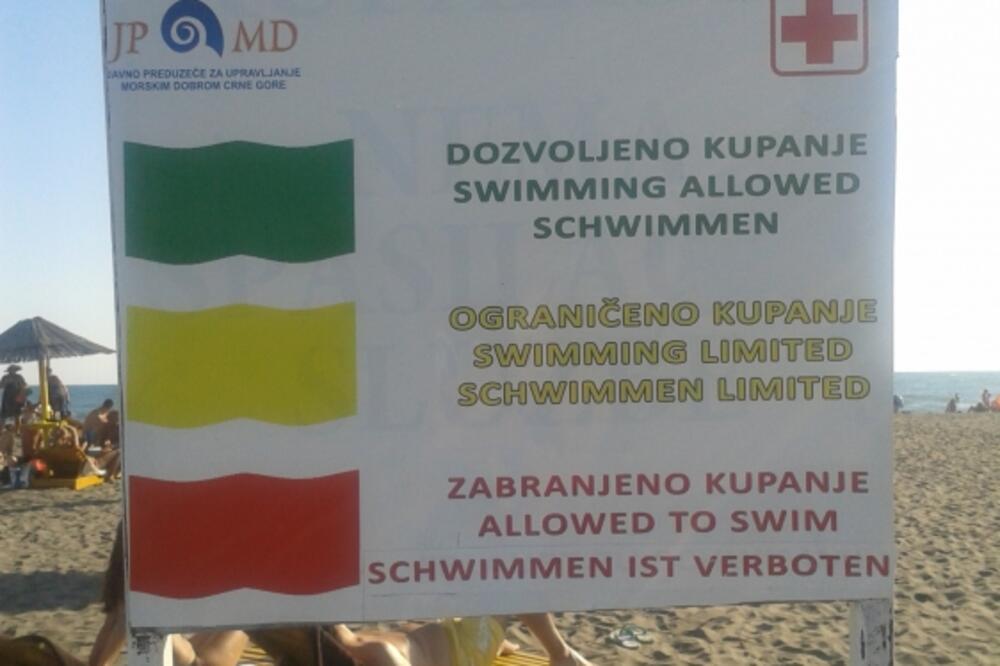 JP MD
JAVNO PREDUZEĆE ZA UPRAVLJANJE
MORSKIM DOBROM CRNE GORE
DOZVOLJENO KUPANJE
SWIMMING ALLOWED
SCHWIMMEN
OGRANIČENO KUPANJE
SWIMMING LIMITED
SCHWIMMEN LIMITED
ZABRANJENO KUPANJE
ALLOWED TO SWIM
SCHWIMMEN IST VERBOTEN